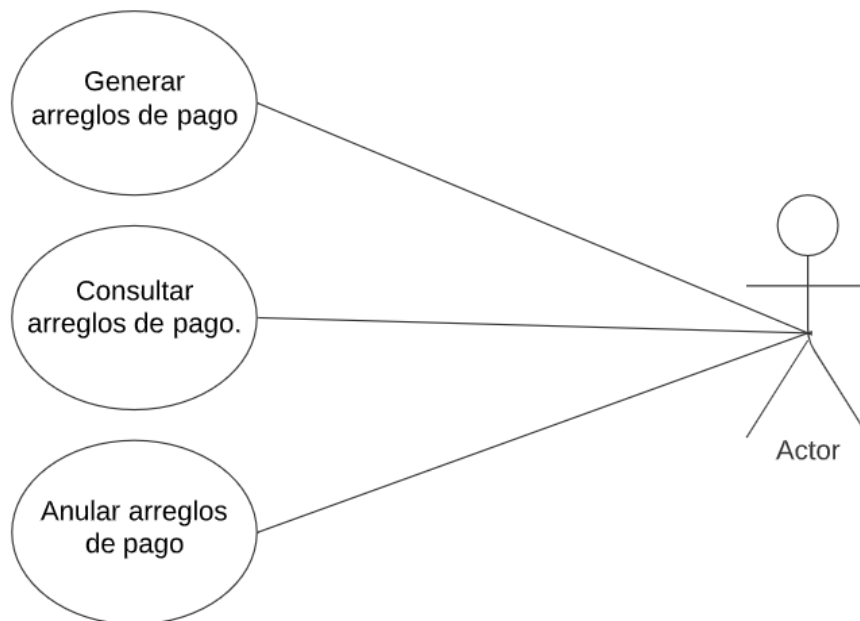 Generar
arreglos de pago
Consultar
arreglos de pago.
Actor
Anular arreglos
de pago